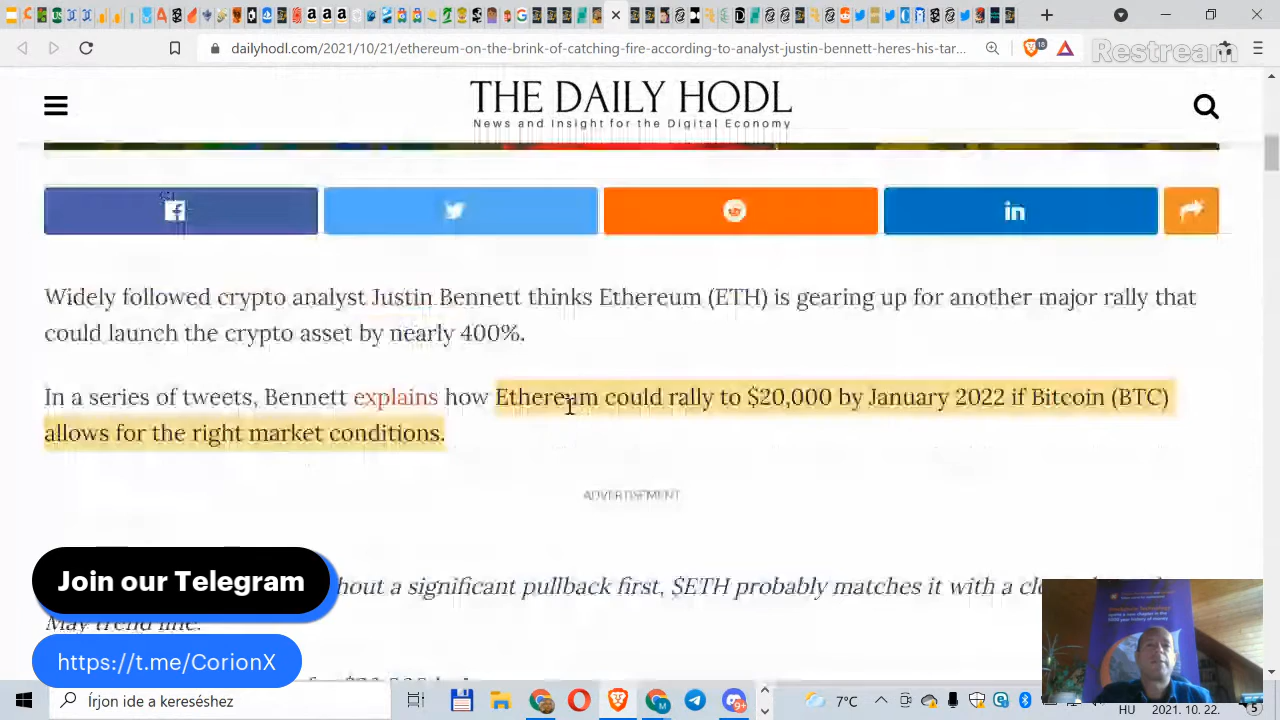 dailyhodl.com/2021/10/21/ethereum-on-the-brink-of-catching-fire-according-to-analyst-justin-bennett-heres-his-tar...
18
Restream
THE DAILY HODL
News and Insight for the Digital Economy
Widely followed crypto analyst Justin Bennett thinks Ethereum (ETH) is gearing up for another major rally that
could launch the crypto asset by nearly 400%.
In a series of tweets, Bennett explains how Ethereum could rally to $20,000 by January 2022 if Bitcoin (BTC)
allows for the right market conditions.
ADVERTISEMENT
a significant pullback first, $ETH probably matches it with a
May trend line.
Join our Telegram
https://t.me/CorionX
Írjon ide a kereséshez
7°C
HU
2021. 10. 22.